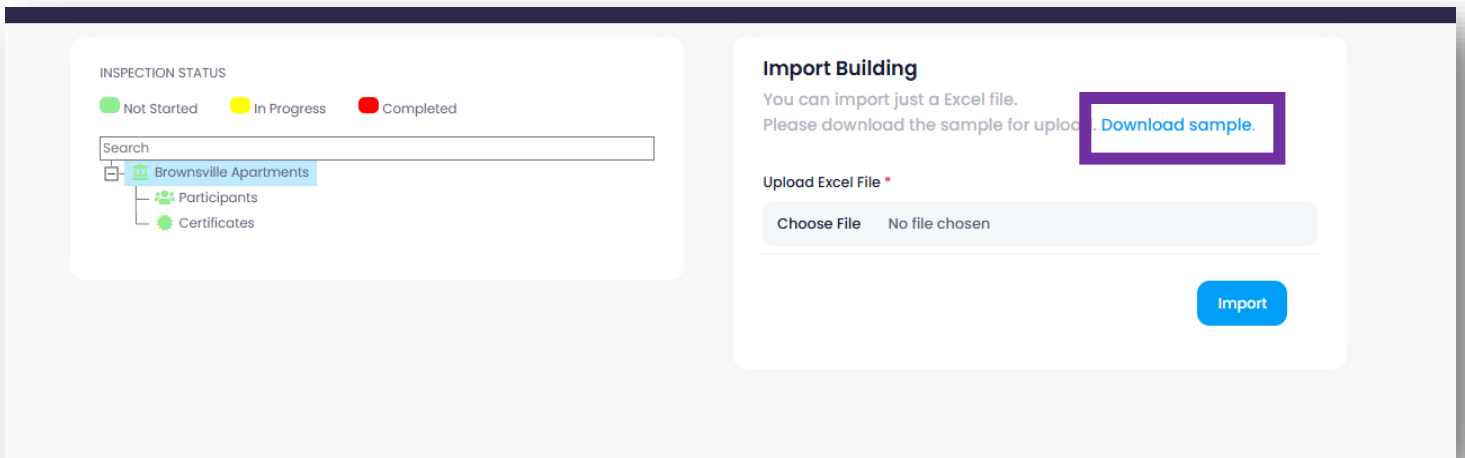 INSPECTION STATUS
Not Started In Progress Completed
Search
Brownsville Apartments
Participants
Certificates
Import Building
You can import just a Excel file.
Please download the sample for uploa . Download sample.
Upload Excel File *
Choose File No file chosen
Import